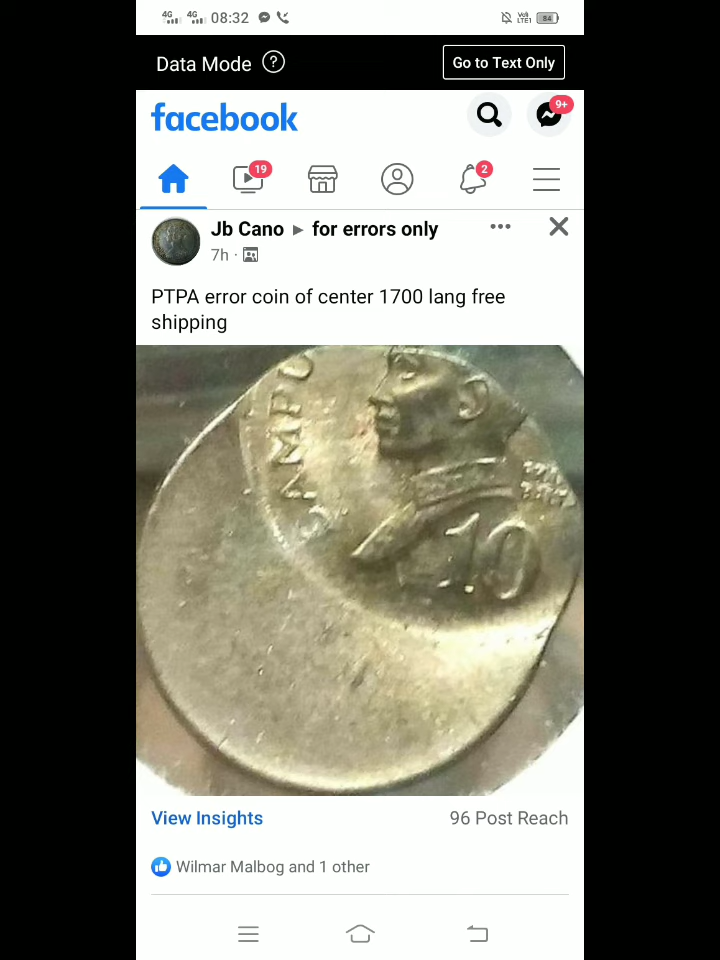 4G 4G 08:32 VoLTE1 84
Data Mode ? Go to Text Only
facebook 9+
19 2
Jb Cano ▸ for errors only
7h ·
PTPA error coin of center 1700 lang free
shipping
SAMPU
10
View Insights 96 Post Reach
Wilmar Malbog and 1 other